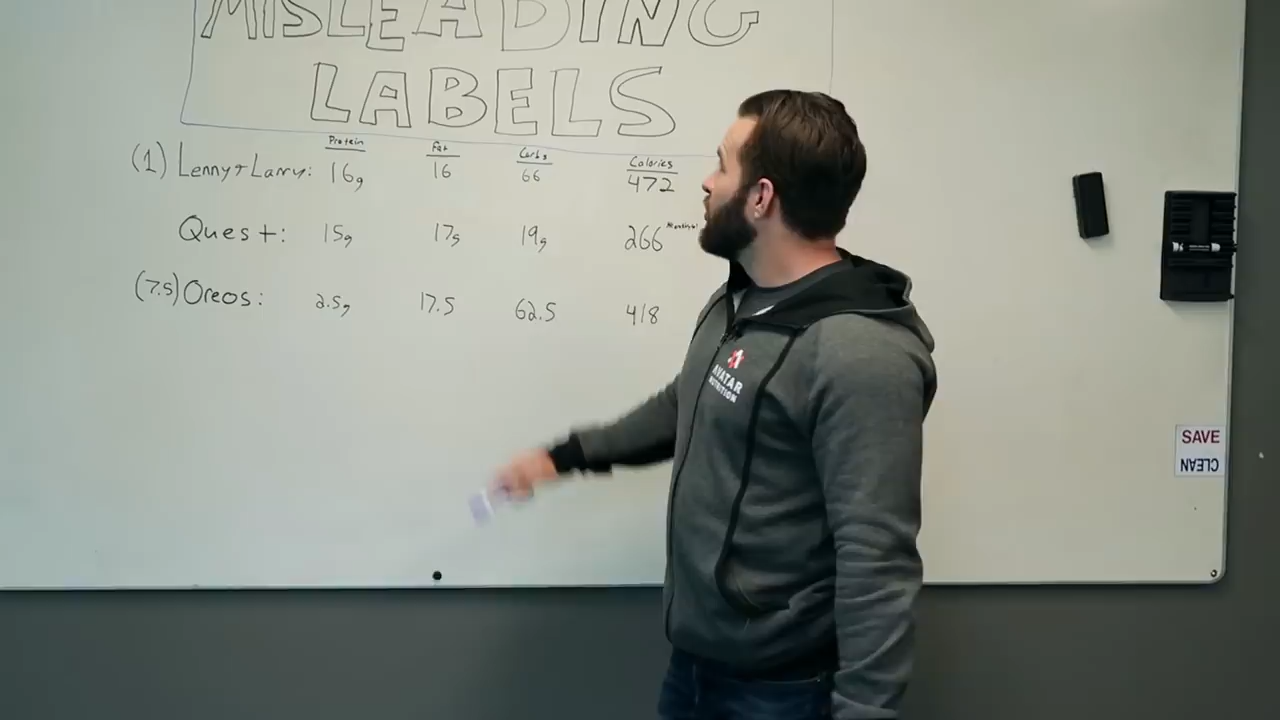 MISLEADING
LABELS
Protein Fat Carbs Calories
(1) Lenny + Larry: 16g 16 66 472
Quest: 15g 17g 19g 266
(7.5) Oreos: 2.5g 17.5 62.5 418
AVATAR
NUTRITION
SAVE
CLEAN